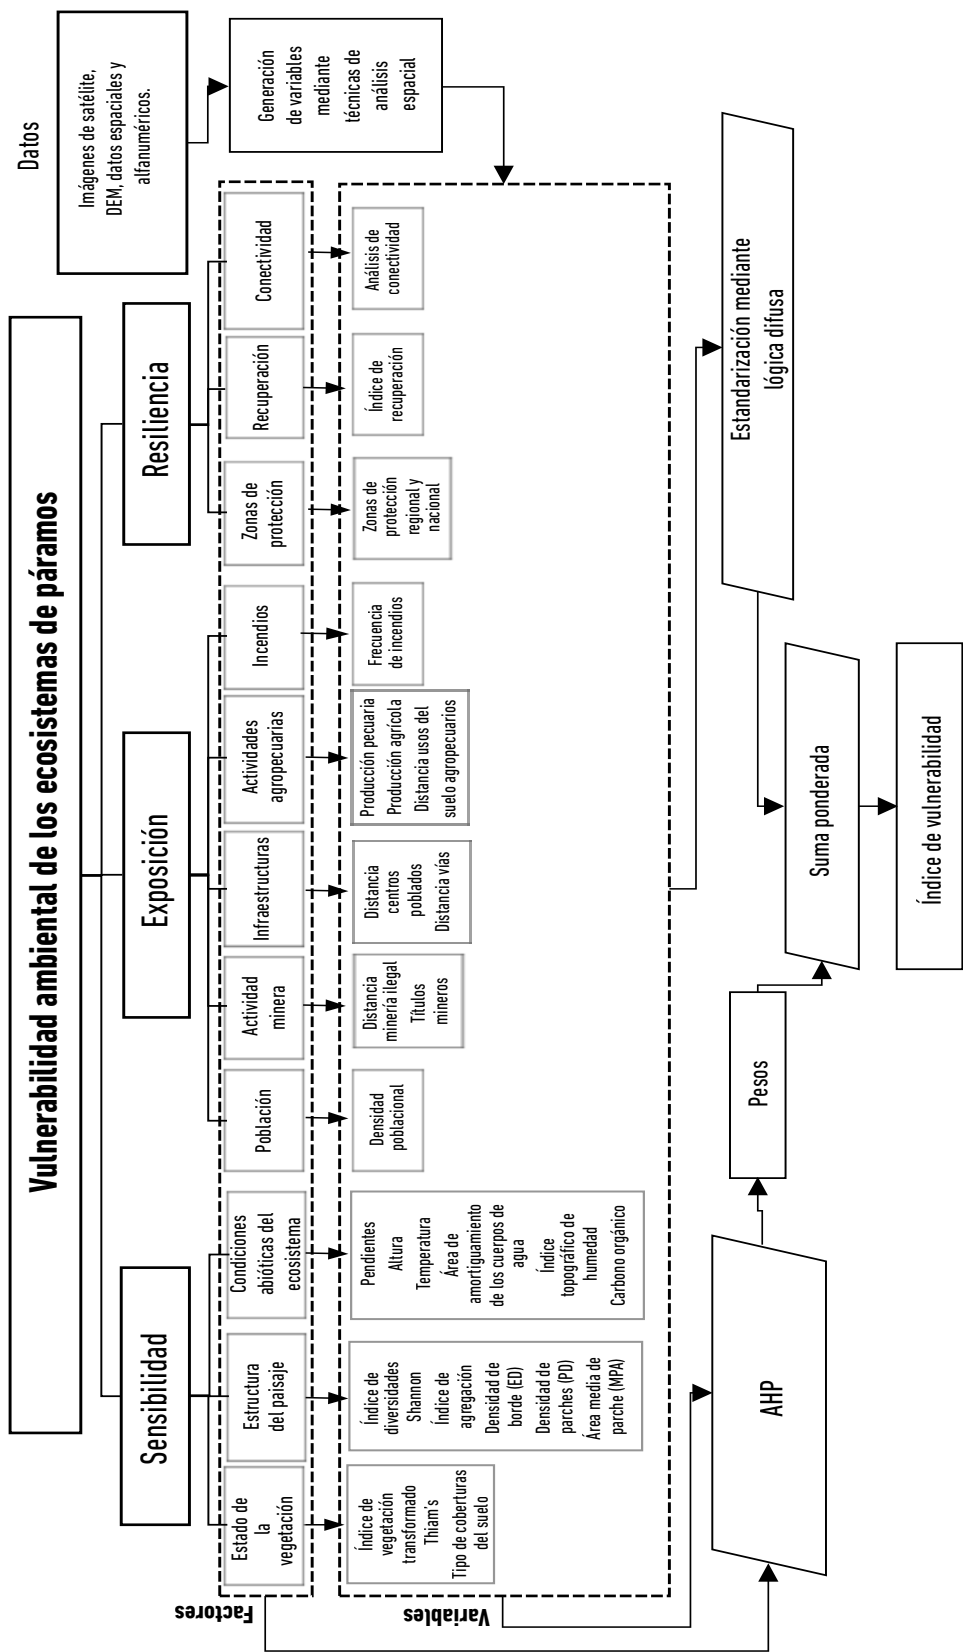 Vulnerabilidad ambiental de los ecosistemas de páramos
Datos
Imágenes de satélite,
DEM, datos espaciales y
alfanuméricos.
Sensibilidad
Exposición
Resiliencia
Generación
de variables
mediante
técnicas de
análisis
espacial
Factores
Estado de
la
vegetación
Estructura
del paisaje
Condiciones
abióticas del
ecosistema
Población
Actividad
minera
Infraestructuras
Actividades
agropecuarias
Incendios
Zonas de
protección
Recuperación
Conectividad
Variables
Índice de
vegetación
transformado
Thiam's
Tipo de coberturas
del suelo
Índice de
diversidades
Shannon
Índice de
agregación
Densidad de
borde (ED)
Densidad de
parches (PD)
Área media de
parche (MPA)
Pendientes
Altura
Temperatura
Área de
amortiguamiento
de los cuerpos de
agua
Índice
topográfico de
humedad
Carbono orgánico
Densidad
poblacional
Distancia
minería ilegal
Títulos
mineros
Distancia
centros
poblados
Distancia vías
Producción pecuaria
Producción agrícola
Distancia usos del
suelo agropecuarios
Frecuencia
de incendios
Zonas de
protección
regional y
nacional
Índice de
recuperación
Análisis de
conectividad
AHP
Pesos
Estandarización mediante
lógica difusa
Suma ponderada
Índice de vulnerabilidad